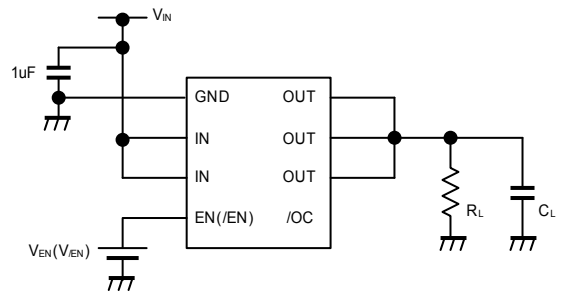 VIN
1uF
GND OUT
IN OUT
IN OUT
EN(/EN) /OC
VEN(V/EN)
RL CL